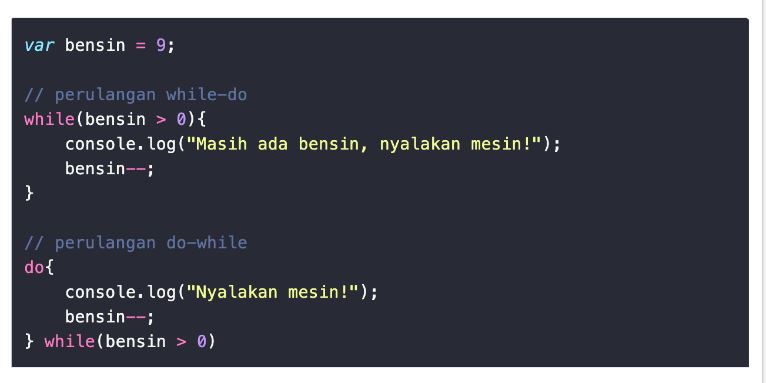 var bensin = 9;
// perulangan while-do
while(bensin > 0){
    console.log("Masih ada bensin, nyalakan mesin!");
    bensin--;
}
// perulangan do-while
do{
    console.log("Nyalakan mesin!");
    bensin--;
} while(bensin > 0)